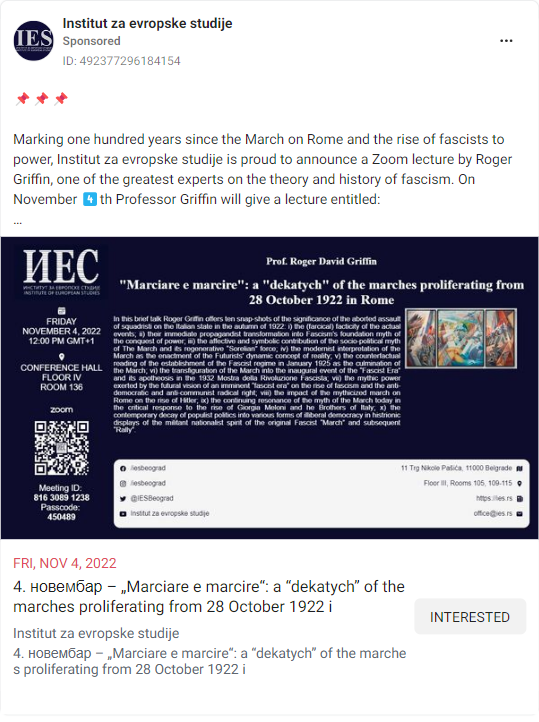 IES
Institut za evropske studije
Sponsored
ID: 492377296184154
Marking one hundred years since the March on Rome and the rise of fascists to
power, Institut za evropske studije is proud to announce a Zoom lecture by Roger
Griffin, one of the greatest experts on the theory and history of fascism. On
November 4 th Professor Griffin will give a lecture entitled:
...
ИЕС
ИНСТИТУТ ЗА ЕВРОПСКЕ СТУДИЈЕ
INSTITUTE OF EUROPEAN STUDIES
FRIDAY
NOVEMBER 4, 2022
12:00 PM GMT+1
CONFERENCE HALL
FLOOR IV
ROOM 136
zoom
Meeting ID:
816 3089 1238
Passcode:
450489
Prof. Roger David Griffin
"Marciare e marcire": a "dekatych" of the marches proliferating from
28 October 1922 in Rome
In this brief talk Roger Griffin offers ten snap-shots of the significance of the aborted assault
of squadristi on the Italian state in the autumn of 1922: i) the (farcical) facticity of the actual
events; ii) their immediate propagandist transformation into Fascism's foundation myth of
the conquest of power; iii) the affective and symbolic contribution of the socio-political myth
of The March and its regenerative "Sorelian" force; iv) the modernist interpretation of the
March as the enactment of the Futurists' dynamic concept of reality; v) the counterfactual
reading of the establishment of the Fascist regime in January 1925 as the culmination of
the March; vi) the transfiguration of the March into the inaugural event of the "Fascist Era"
and its apotheosis in the 1932 Mostra della Rivoluzione Fascista; vii) the mythic power
exerted by the futural vision of an imminent "fascist era" on the rise of fascism and the anti-
democratic and anti-communist radical right; viii) the impact of the mythicized march on
Rome on the rise of Hitler; ix) the continuing resonance of the myth of the March today in
the critical response to the rise of Giorgia Meloni and the Brothers of Italy; x) the
contemporary decay of populist politics into various forms of illiberal democracy in histrionic
displays of the militant nationalist spirit of the original Fascist "March" and subsequent
"Rally".
/iesbeograd
/iesbeograd
@IESBeograd
Institut za evropske studije
11 Trg Nikole Pašića, 11000 Belgrade
Floor III, Rooms 105, 109-115
https://ies.rs
office@ies.rs
FRI, NOV 4, 2022
4. новембар – „Marciare e marcire“: a “dekatych” of the
marches proliferating from 28 October 1922 i
INTERESTED
Institut za evropske studije
4. новембар – „Marciare e marcire“: a “dekatych” of the marche
s proliferating from 28 October 1922 i